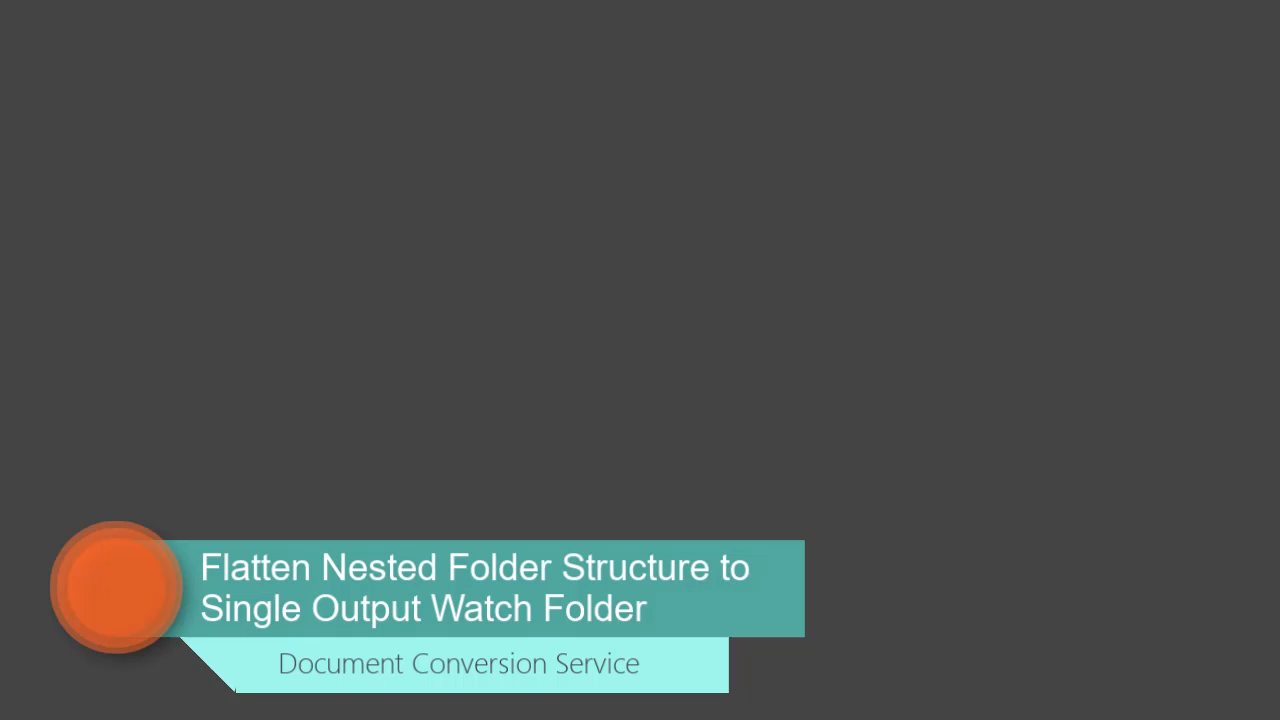 Flatten Nested Folder Structure to
Single Output Watch Folder
Document Conversion Service